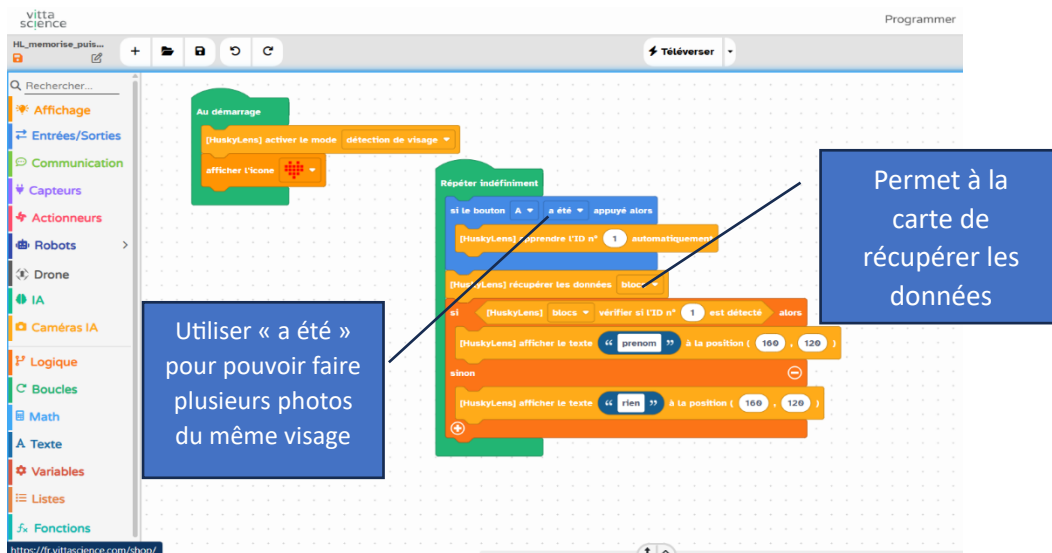 vitta
science
Programmer
HL_memorise_puis...
Téléverser
Rechercher...
Affichage
Entrées/Sorties
Communication
Capteurs
Actionneurs
Robots
Drone
IA
Caméras IA
Logique
Boucles
Math
Texte
Variables
Listes
Fonctions
https://fr.vittascience.com/shop/
Au démarrage
[HuskyLens] activer le mode détection de visage
afficher l'icone
Répéter indéfiniment
si le bouton A a été appuyé alors
[HuskyLens] apprendre l'ID n° 1 automatiquement
[HuskyLens] récupérer les données blocs
si [HuskyLens] blocs vérifier si l'ID n° 1 est détecté alors
[HuskyLens] afficher le texte “ prenom ” à la position ( 160 , 120 )
sinon
[HuskyLens] afficher le texte “ rien ” à la position ( 160 , 120 )
Utiliser « a été »
pour pouvoir faire
plusieurs photos
du même visage
Permet à la
carte de
récupérer les
données